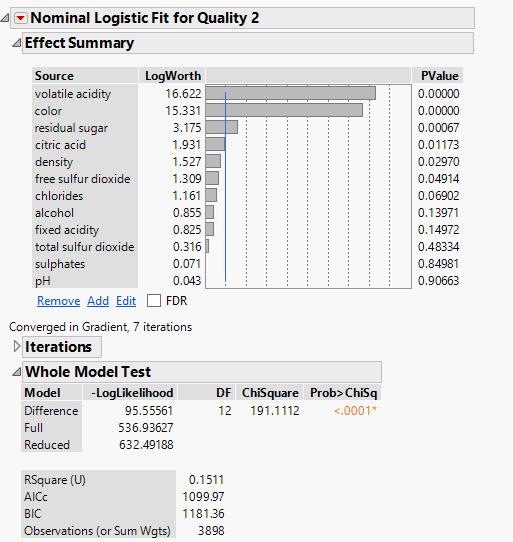 Nominal Logistic Fit for Quality 2
Effect Summary
Source LogWorth PValue
volatile acidity 16.622 0.00000
color 15.331 0.00000
residual sugar 3.175 0.00067
citric acid 1.931 0.01173
density 1.527 0.02970
free sulfur dioxide 1.309 0.04914
chlorides 1.161 0.06902
alcohol 0.855 0.13971
fixed acidity 0.825 0.14972
total sulfur dioxide 0.316 0.48334
sulphates 0.071 0.84981
pH 0.043 0.90663
Remove Add Edit FDR
Converged in Gradient, 7 iterations
Iterations
Whole Model Test
Model -LogLikelihood DF ChiSquare Prob>ChiSq
Difference 95.55561 12 191.1112 <.0001*
Full 536.93627
Reduced 632.49188
RSquare (U) 0.1511
AICc 1099.97
BIC 1181.36
Observations (or Sum Wgts) 3898